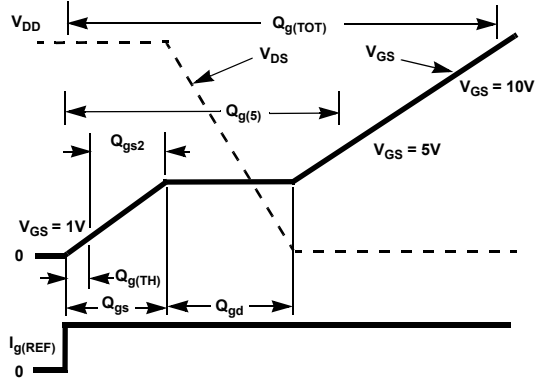 V_DD
Q_g(TOT)
V_DS
V_GS
V_GS = 10V
Q_g(5)
Q_gs2
V_GS = 5V
V_GS = 1V
0
Q_g(TH)
Q_gs
Q_gd
I_g(REF)
0